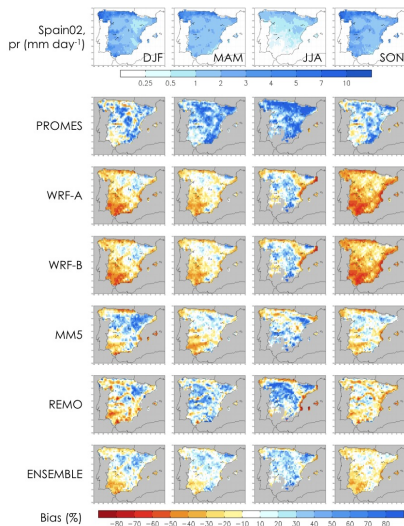 Spain02,
pr (mm day-1)
DJF
MAM
JJA
SON
0.25 0.5 1 2 3 5 7 10
PROMES
WRF-A
WRF-B
MM5
REMO
ENSEMBLE
Bias (%)
−80 −70 −60 −50 −40 −30 −20 −10 10 20 30 40 50 60 70 80